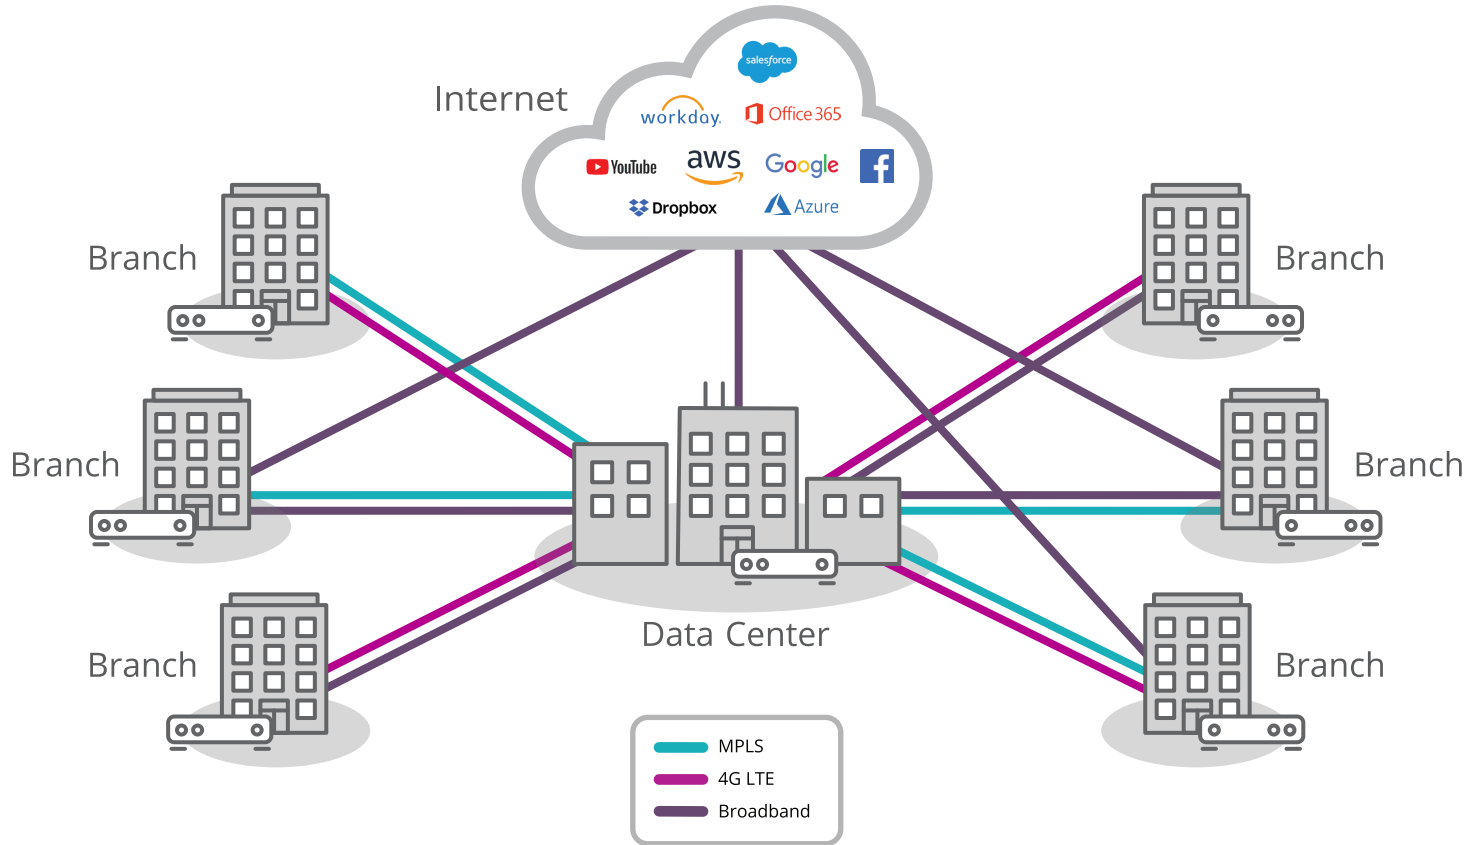 salesforce
Internet
workday.
Office 365
YouTube
aws
Google
f
Dropbox
Azure
Branch
Branch
Branch
Branch
Branch
Branch
Data Center
MPLS
4G LTE
Broadband